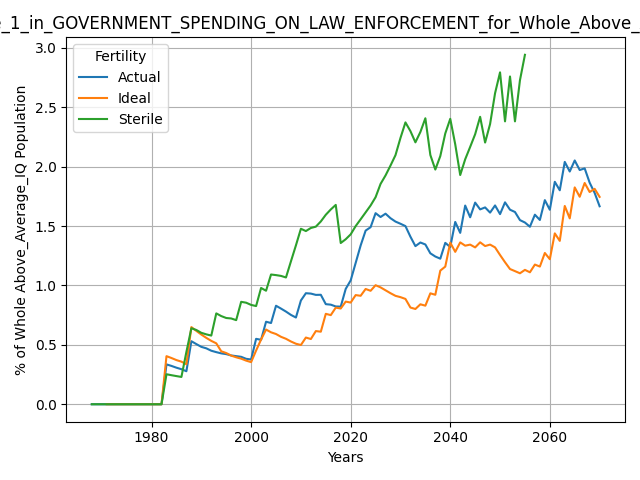 _1_in_GOVERNMENT_SPENDING_ON_LAW_ENFORCEMENT_for_Whole_Above_
Fertility
Actual
Ideal
Sterile
% of Whole Above_Average_IQ Population
3.0
2.5
2.0
1.5
1.0
0.5
0.0
1980 2000 2020 2040 2060
Years